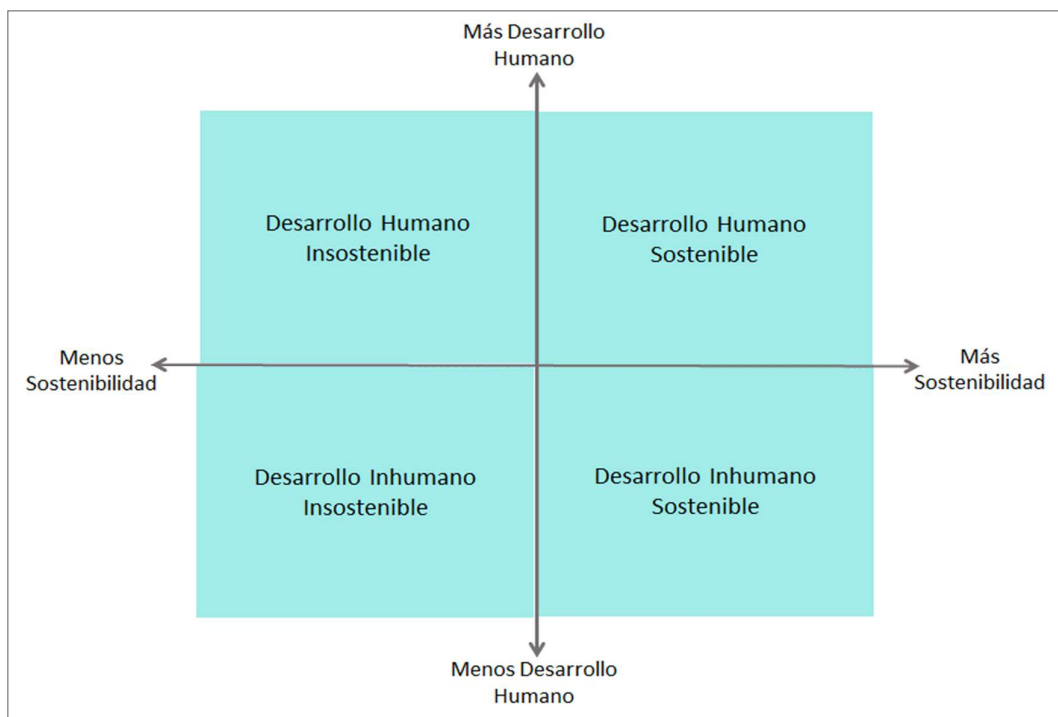 Más Desarrollo
Humano
Desarrollo Humano
Insostenible
Desarrollo Humano
Sostenible
Menos
Sostenibilidad
Más
Sostenibilidad
Desarrollo Inhumano
Insostenible
Desarrollo Inhumano
Sostenible
Menos Desarrollo
Humano